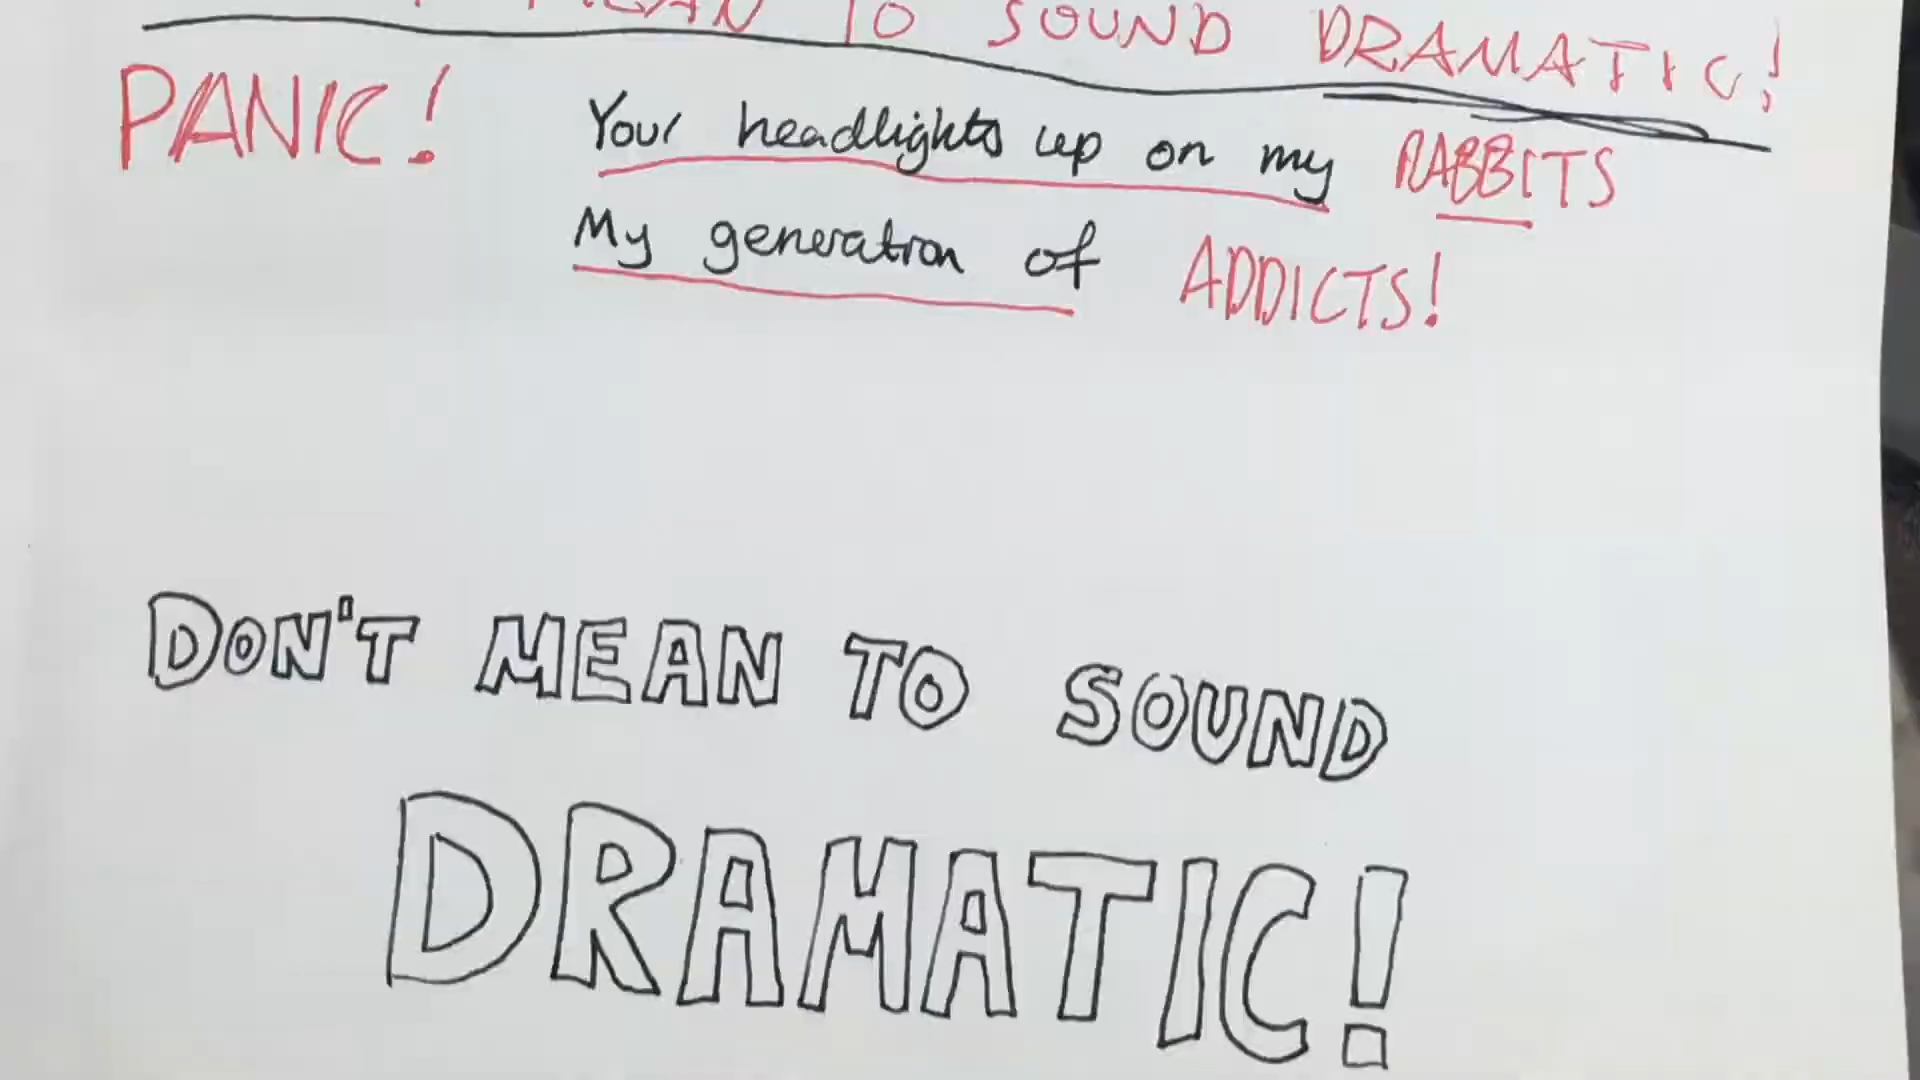 MEAN TO SOUND DRAMATIC!
PANIC! Your headlights up on my RABBITS
My generation of ADDICTS!
DON'T MEAN TO SOUND
DRAMATIC!